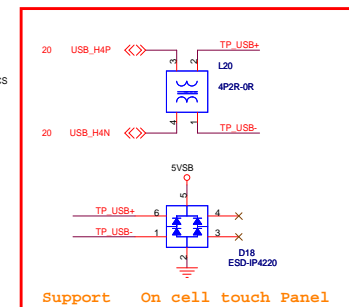 20 USB_H4P TP_USB+
3 2
L20
4P2R-0R
cs
4 1
20 USB_H4N TP_USB-
5VSB
5
TP_USB+ 6 4
TP_USB- 1 3
2
D18
ESD-IP4220
Support On cell touch Panel